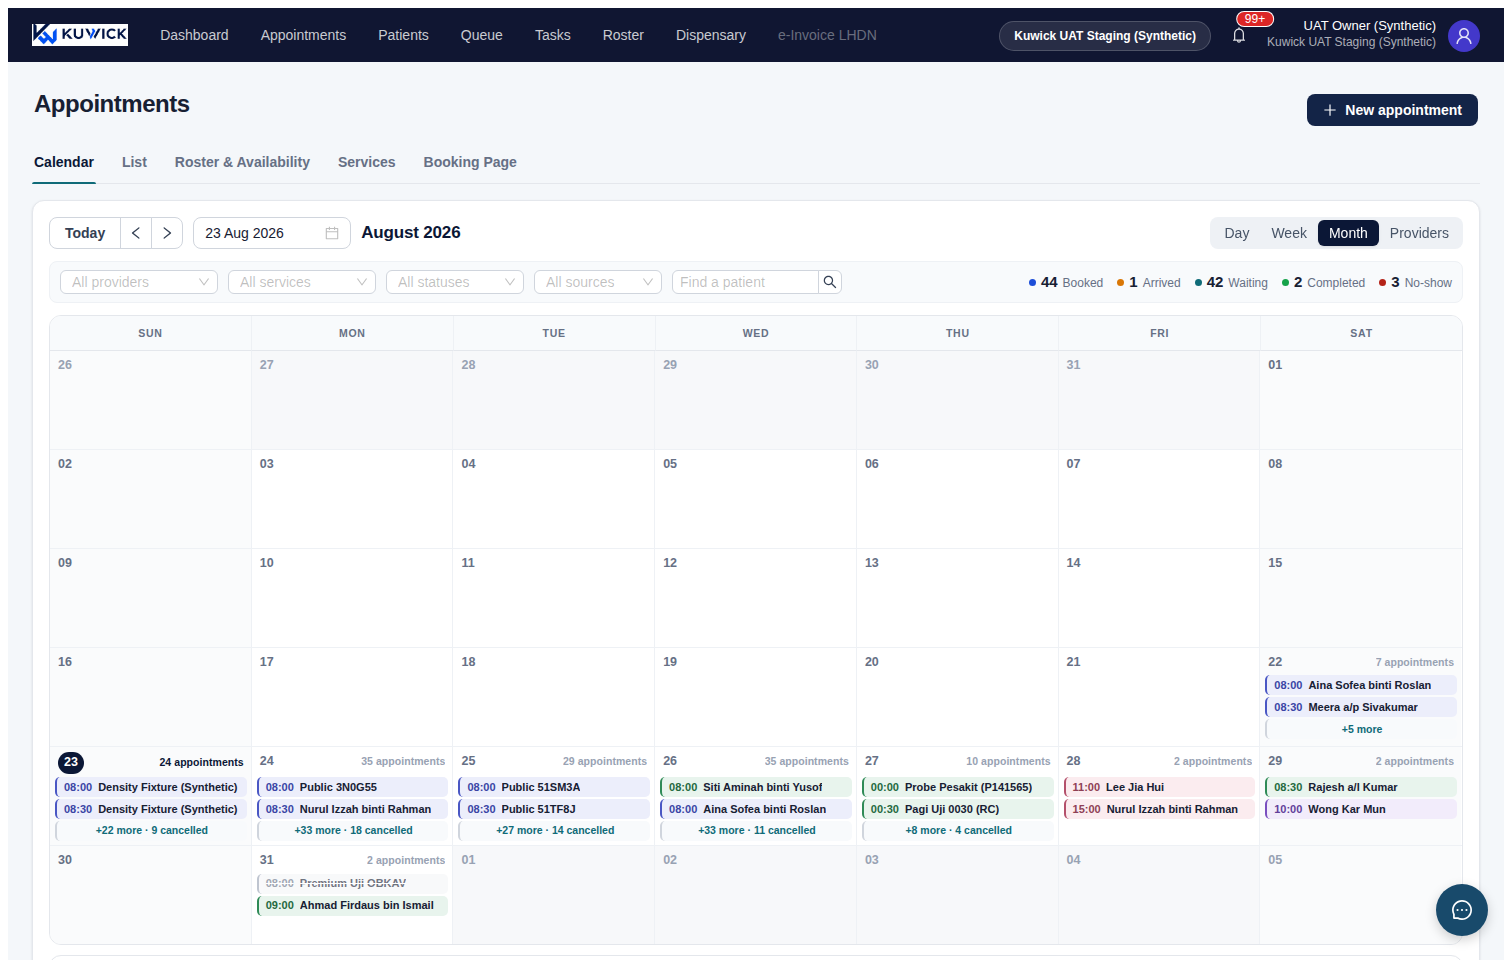 KUWICK
Dashboard Appointments Patients Queue Tasks Roster Dispensary e-Invoice LHDN
Kuwick UAT Staging (Synthetic)
99+
UAT Owner (Synthetic)
Kuwick UAT Staging (Synthetic)
Appointments
New appointment
Calendar List Roster & Availability Services Booking Page
Today 23 Aug 2026 August 2026
Day Week Month Providers
All providers All services All statuses All sources Find a patient
44 Booked 1 Arrived 42 Waiting 2 Completed 3 No-show
SUN MON TUE WED THU FRI SAT
26 27 28 29 30 31 01
02 03 04 05 06 07 08
09 10 11 12 13 14 15
16 17 18 19 20 21 22 7 appointments
08:00 Aina Sofea binti Roslan
08:30 Meera a/p Sivakumar
+5 more
23 24 appointments
08:00 Density Fixture (Synthetic)
08:30 Density Fixture (Synthetic)
+22 more · 9 cancelled
24 35 appointments
08:00 Public 3N0G55
08:30 Nurul Izzah binti Rahman
+33 more · 18 cancelled
25 29 appointments
08:00 Public 51SM3A
08:30 Public 51TF8J
+27 more · 14 cancelled
26 35 appointments
08:00 Siti Aminah binti Yusof
08:00 Aina Sofea binti Roslan
+33 more · 11 cancelled
27 10 appointments
00:00 Probe Pesakit (P141565)
00:30 Pagi Uji 0030 (RC)
+8 more · 4 cancelled
28 2 appointments
11:00 Lee Jia Hui
15:00 Nurul Izzah binti Rahman
29 2 appointments
08:30 Rajesh a/l Kumar
10:00 Wong Kar Mun
30 31 2 appointments
08:00 Premium Uji OBKAV
09:00 Ahmad Firdaus bin Ismail
01 02 03 04 05